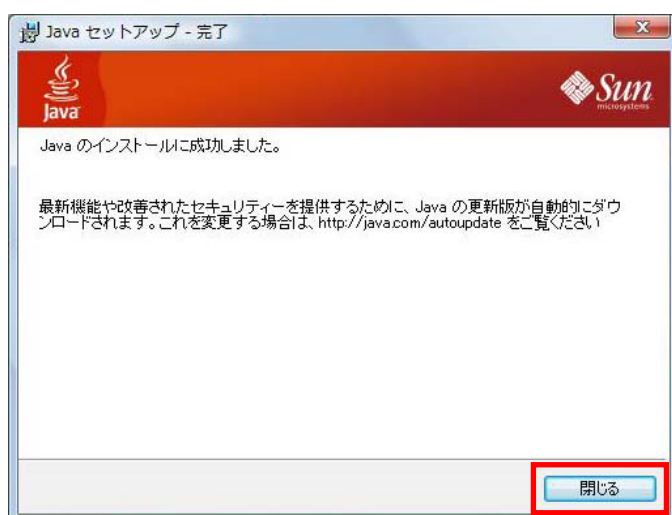 Java セットアップ - 完了
Java
Sun
microsystems
Java のインストールに成功しました。
最新機能や改善されたセキュリティーを提供するために、Java の更新版が自動的にダウ
ンロードされます。これを変更する場合は、http://java.com/autoupdate をご覧ください
閉じる